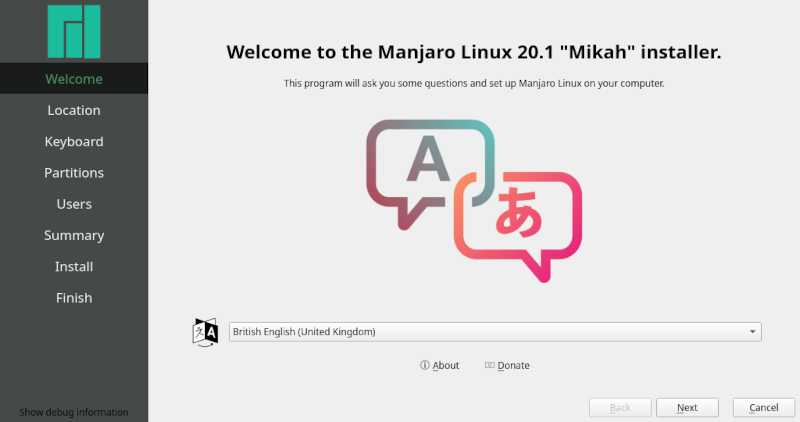 Welcome
Location
Keyboard
Partitions
Users
Summary
Install
Finish
Show debug information
Welcome to the Manjaro Linux 20.1 "Mikah" installer.
This program will ask you some questions and set up Manjaro Linux on your computer.
A
あ
A
British English (United Kingdom)
About
Donate
Back
Next
Cancel